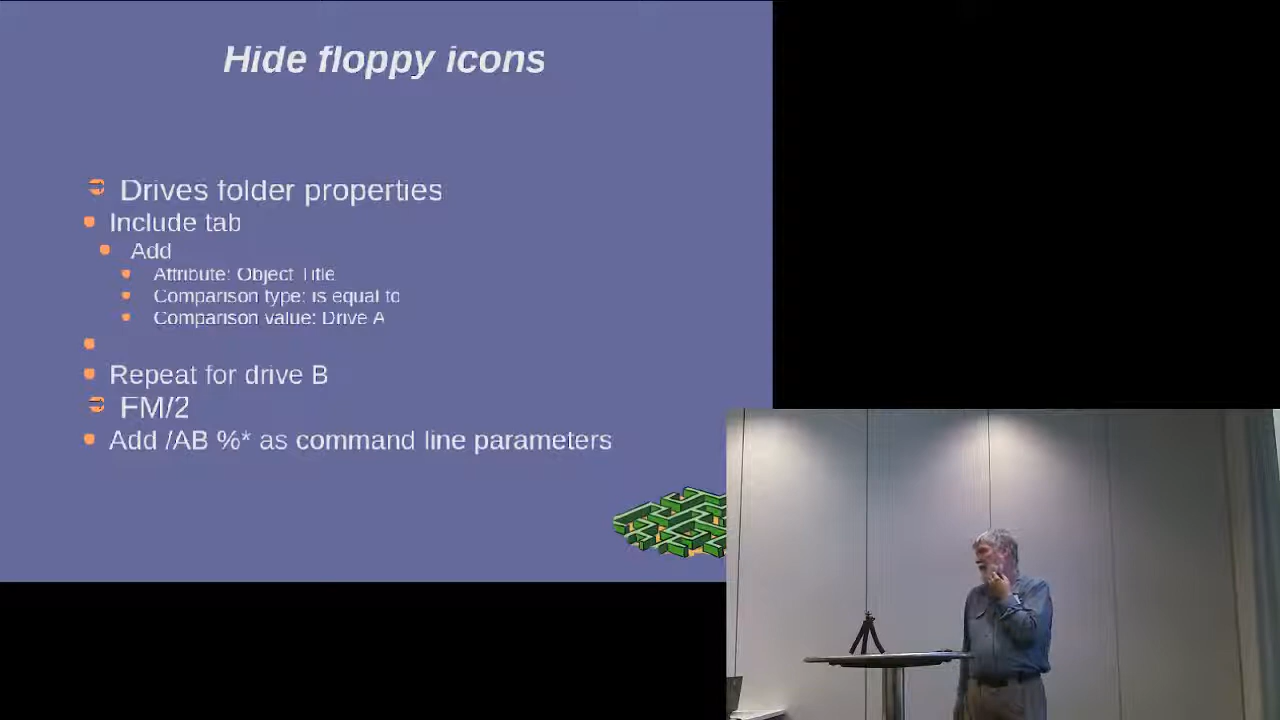 Hide floppy icons
Drives folder properties
Include tab
Add
Attribute: Object Title
Comparison type: is equal to
Comparison value: Drive A
Repeat for drive B
FM/2
Add /AB %* as command line parameters